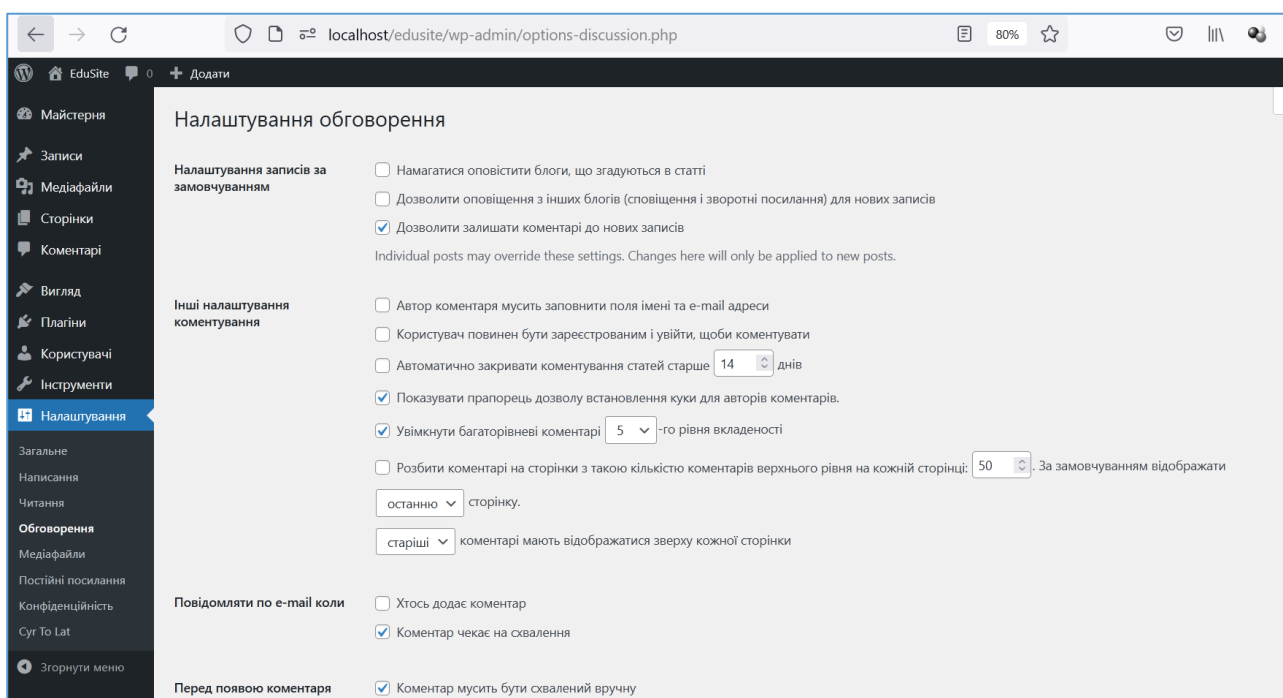 localhost/edusite/wp-admin/options-discussion.php
80%
EduSite 0 Додати
Майстерня
Записи
Медіафайли
Сторінки
Коментарі
Вигляд
Плагіни
Користувачі
Інструменти
Налаштування
Загальне
Написання
Читання
Обговорення
Медіафайли
Постійні посилання
Конфіденційність
Cyr To Lat
Згорнути меню
Налаштування обговорення
Налаштування записів за
замовчуванням
Намагатися оповістити блоги, що згадуються в статті
Дозволити оповіщення з інших блогів (сповіщення і зворотні посилання) для нових записів
Дозволити залишати коментарі до нових записів
Individual posts may override these settings. Changes here will only be applied to new posts.
Інші налаштування
коментування
Автор коментаря мусить заповнити поля імені та e-mail адреси
Користувач повинен бути зареєстрованим і увійти, щоби коментувати
Автоматично закривати коментування статей старше 14 днів
Показувати прапорець дозволу встановлення куки для авторів коментарів.
Увімкнути багаторівневі коментарі 5 -го рівня вкладеності
Розбити коментарі на сторінки з такою кількістю коментарів верхнього рівня на кожній сторінці: 50 . За замовчуванням відображати
останню сторінку.
старіші коментарі мають відображатися зверху кожної сторінки
Повідомляти по e-mail коли
Хтось додає коментар
Коментар чекає на схвалення
Перед появою коментаря
Коментар мусить бути схвалений вручну